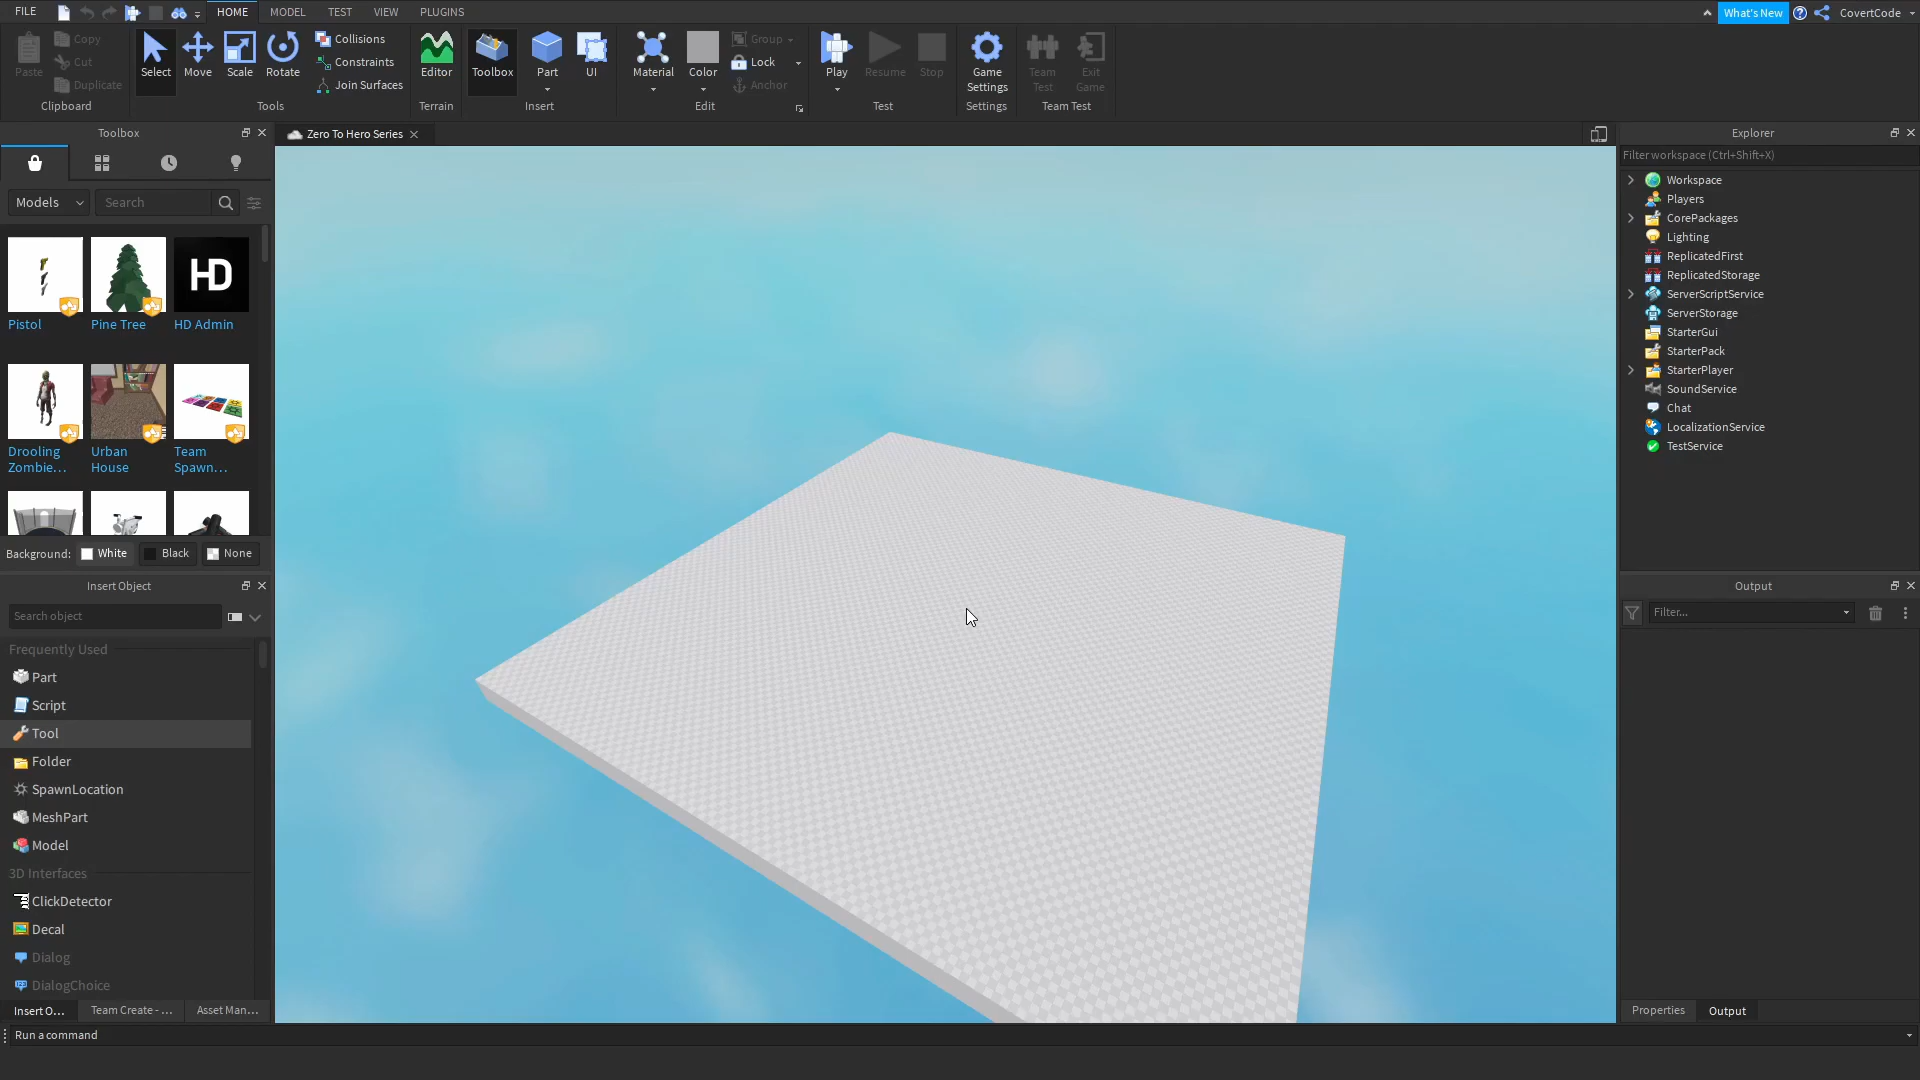 FILE HOME MODEL TEST VIEW PLUGINS What's New CovertCode
Paste Copy Cut Duplicate
Select Move Scale Rotate Collisions Constraints Join Surfaces
Editor Toolbox Part UI
Material Color Group Lock Anchor
Play Resume Stop
Game Settings Team Test Exit Game
Clipboard Tools Terrain Insert Edit Test Settings Team Test
Toolbox
Models Search
Pistol Pine Tree HD HD Admin
Drooling Zombie... Urban House Team Spawn...
Background: White Black None
Insert Object
Search object
Frequently Used
Part
Script
Tool
Folder
SpawnLocation
MeshPart
Model
3D Interfaces
ClickDetector
Decal
Dialog
DialogChoice
Insert O... Team Create - ... Asset Man...
Run a command
Zero To Hero Series
Explorer
Filter workspace (Ctrl+Shift+X)
Workspace
Players
CorePackages
Lighting
ReplicatedFirst
ReplicatedStorage
ServerScriptService
ServerStorage
StarterGui
StarterPack
StarterPlayer
SoundService
Chat
LocalizationService
TestService
Output
Filter...
Properties Output